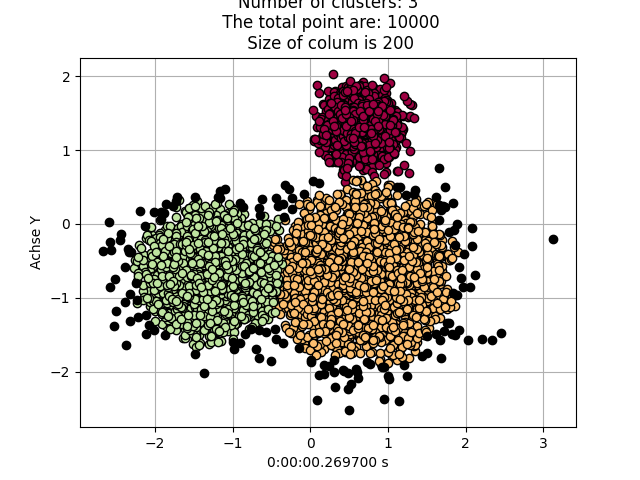 Number of clusters: 3
The total point are: 10000
Size of colum is 200
2
1
0
−1
−2
Achse Y
−2 −1 0 1 2 3
0:00:00.269700 s